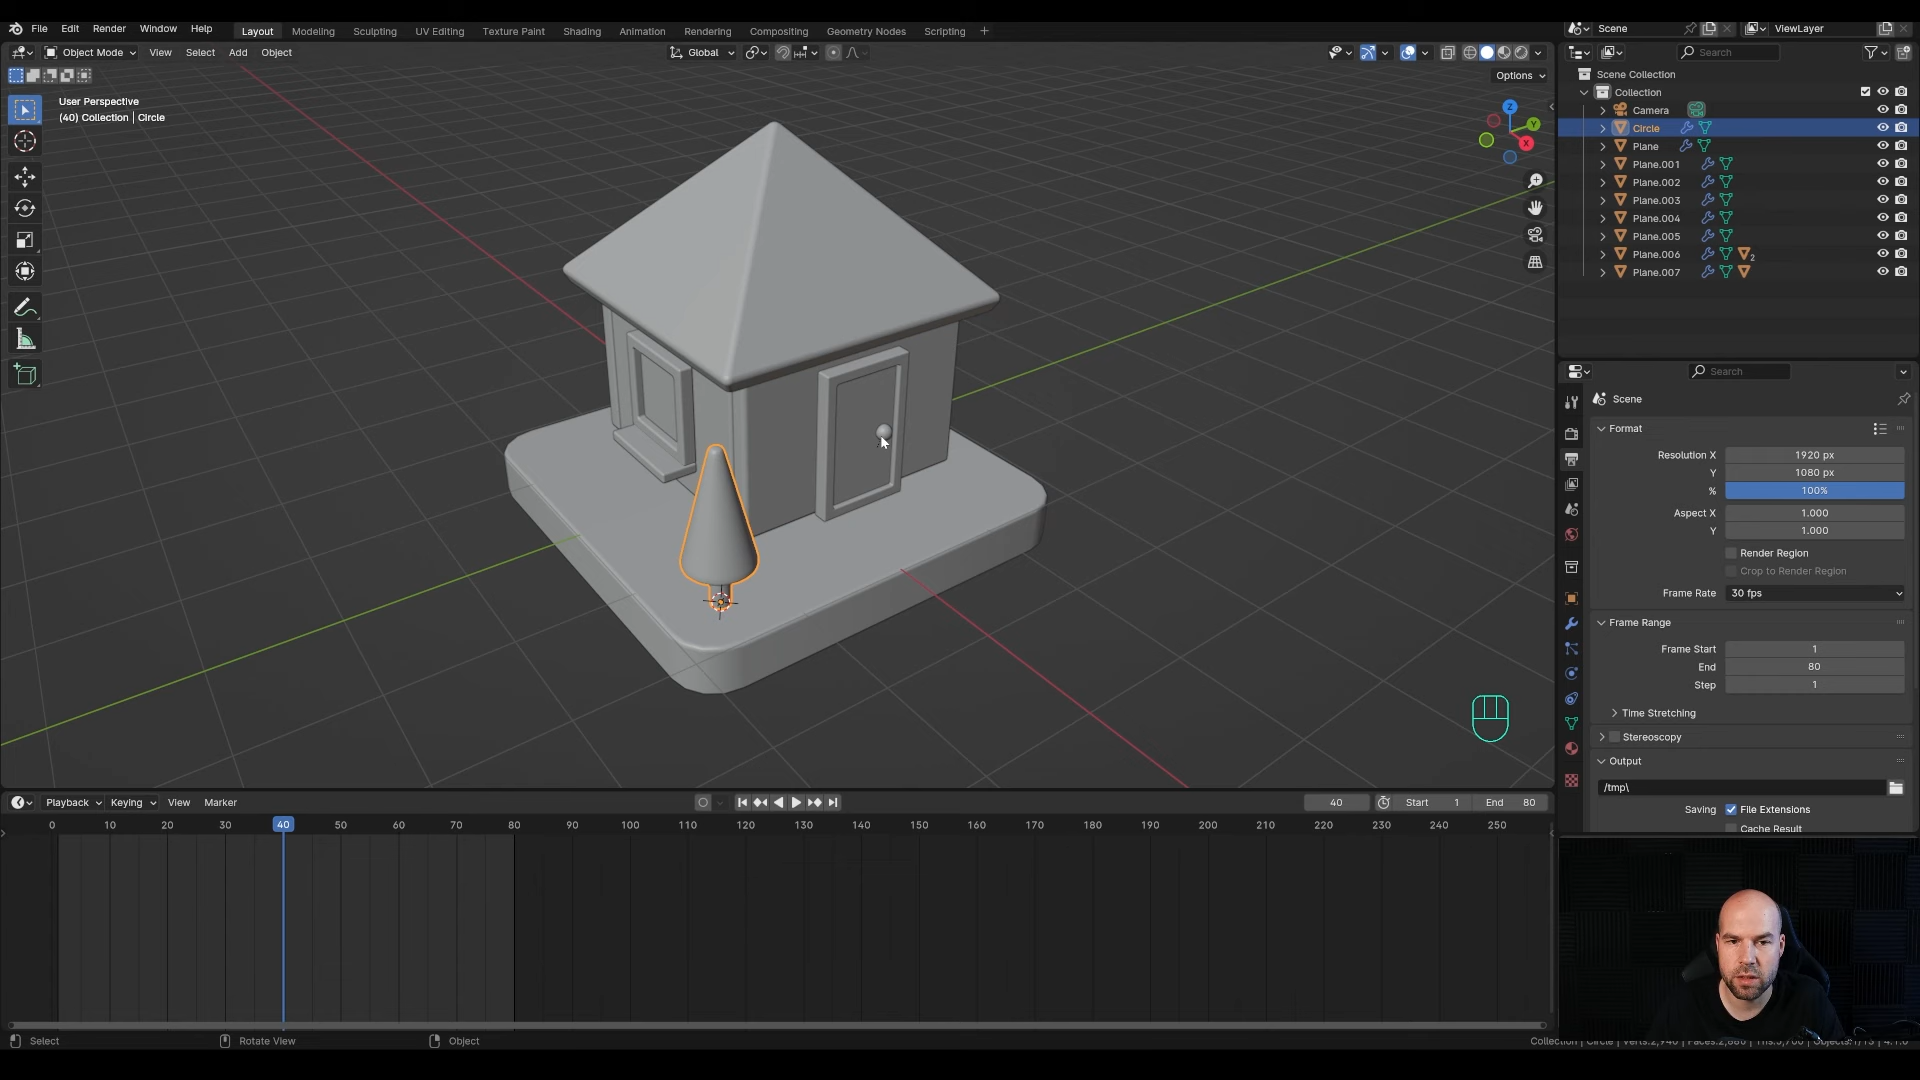 File Edit Render Window Help Layout Modeling Sculpting UV Editing Texture Paint Shading Animation Rendering Compositing Geometry Nodes Scripting + Scene ViewLayer
Object Mode View Select Add Object Global Search
Options
User Perspective
(40) Collection | Circle
Z
Y
X
Scene Collection
Collection
Camera
Circle
Plane
Plane.001
Plane.002
Plane.003
Plane.004
Plane.005
Plane.006 2
Plane.007
Search
Scene
Format
Resolution X 1920 px
Y 1080 px
% 100%
Aspect X 1.000
Y 1.000
Render Region
Crop to Render Region
Frame Rate 30 fps
Frame Range
Frame Start 1
End 80
Step 1
Time Stretching
Stereoscopy
Output
/tmp\
Saving File Extensions
Cache Result
Playback Keying View Marker 40 Start 1 End 80
0 10 20 30 40 50 60 70 80 90 100 110 120 130 140 150 160 170 180 190 200 210 220 230 240 250
Select Rotate View Object